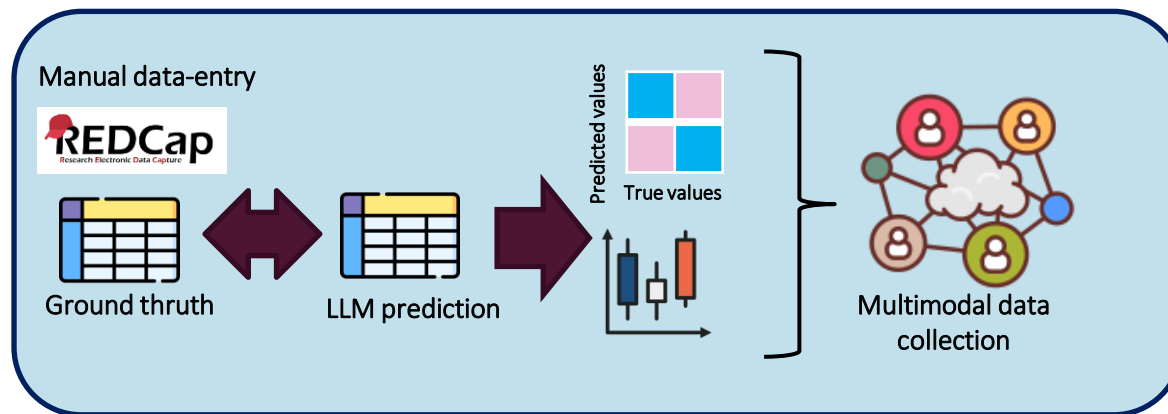 Manual data-entry
REDCap
Research Electronic Data Capture
Ground thruth
LLM prediction
Predicted values
True values
Multimodal data
collection